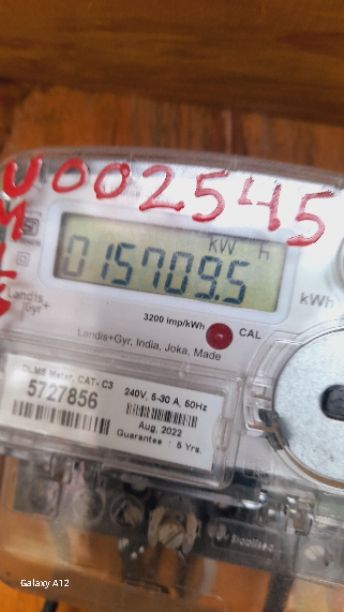 U002545
kW h
015709.5
Landis+
Gyr
kWh
3200 imp/kWh
CAL
Landis+Gyr, India, Joka, Made
DLMS Meter, CAT- C3
5727856
240V, 5-30 A, 50Hz
Aug, 2022
Guarantee : 5 Yrs.
Galaxy A12